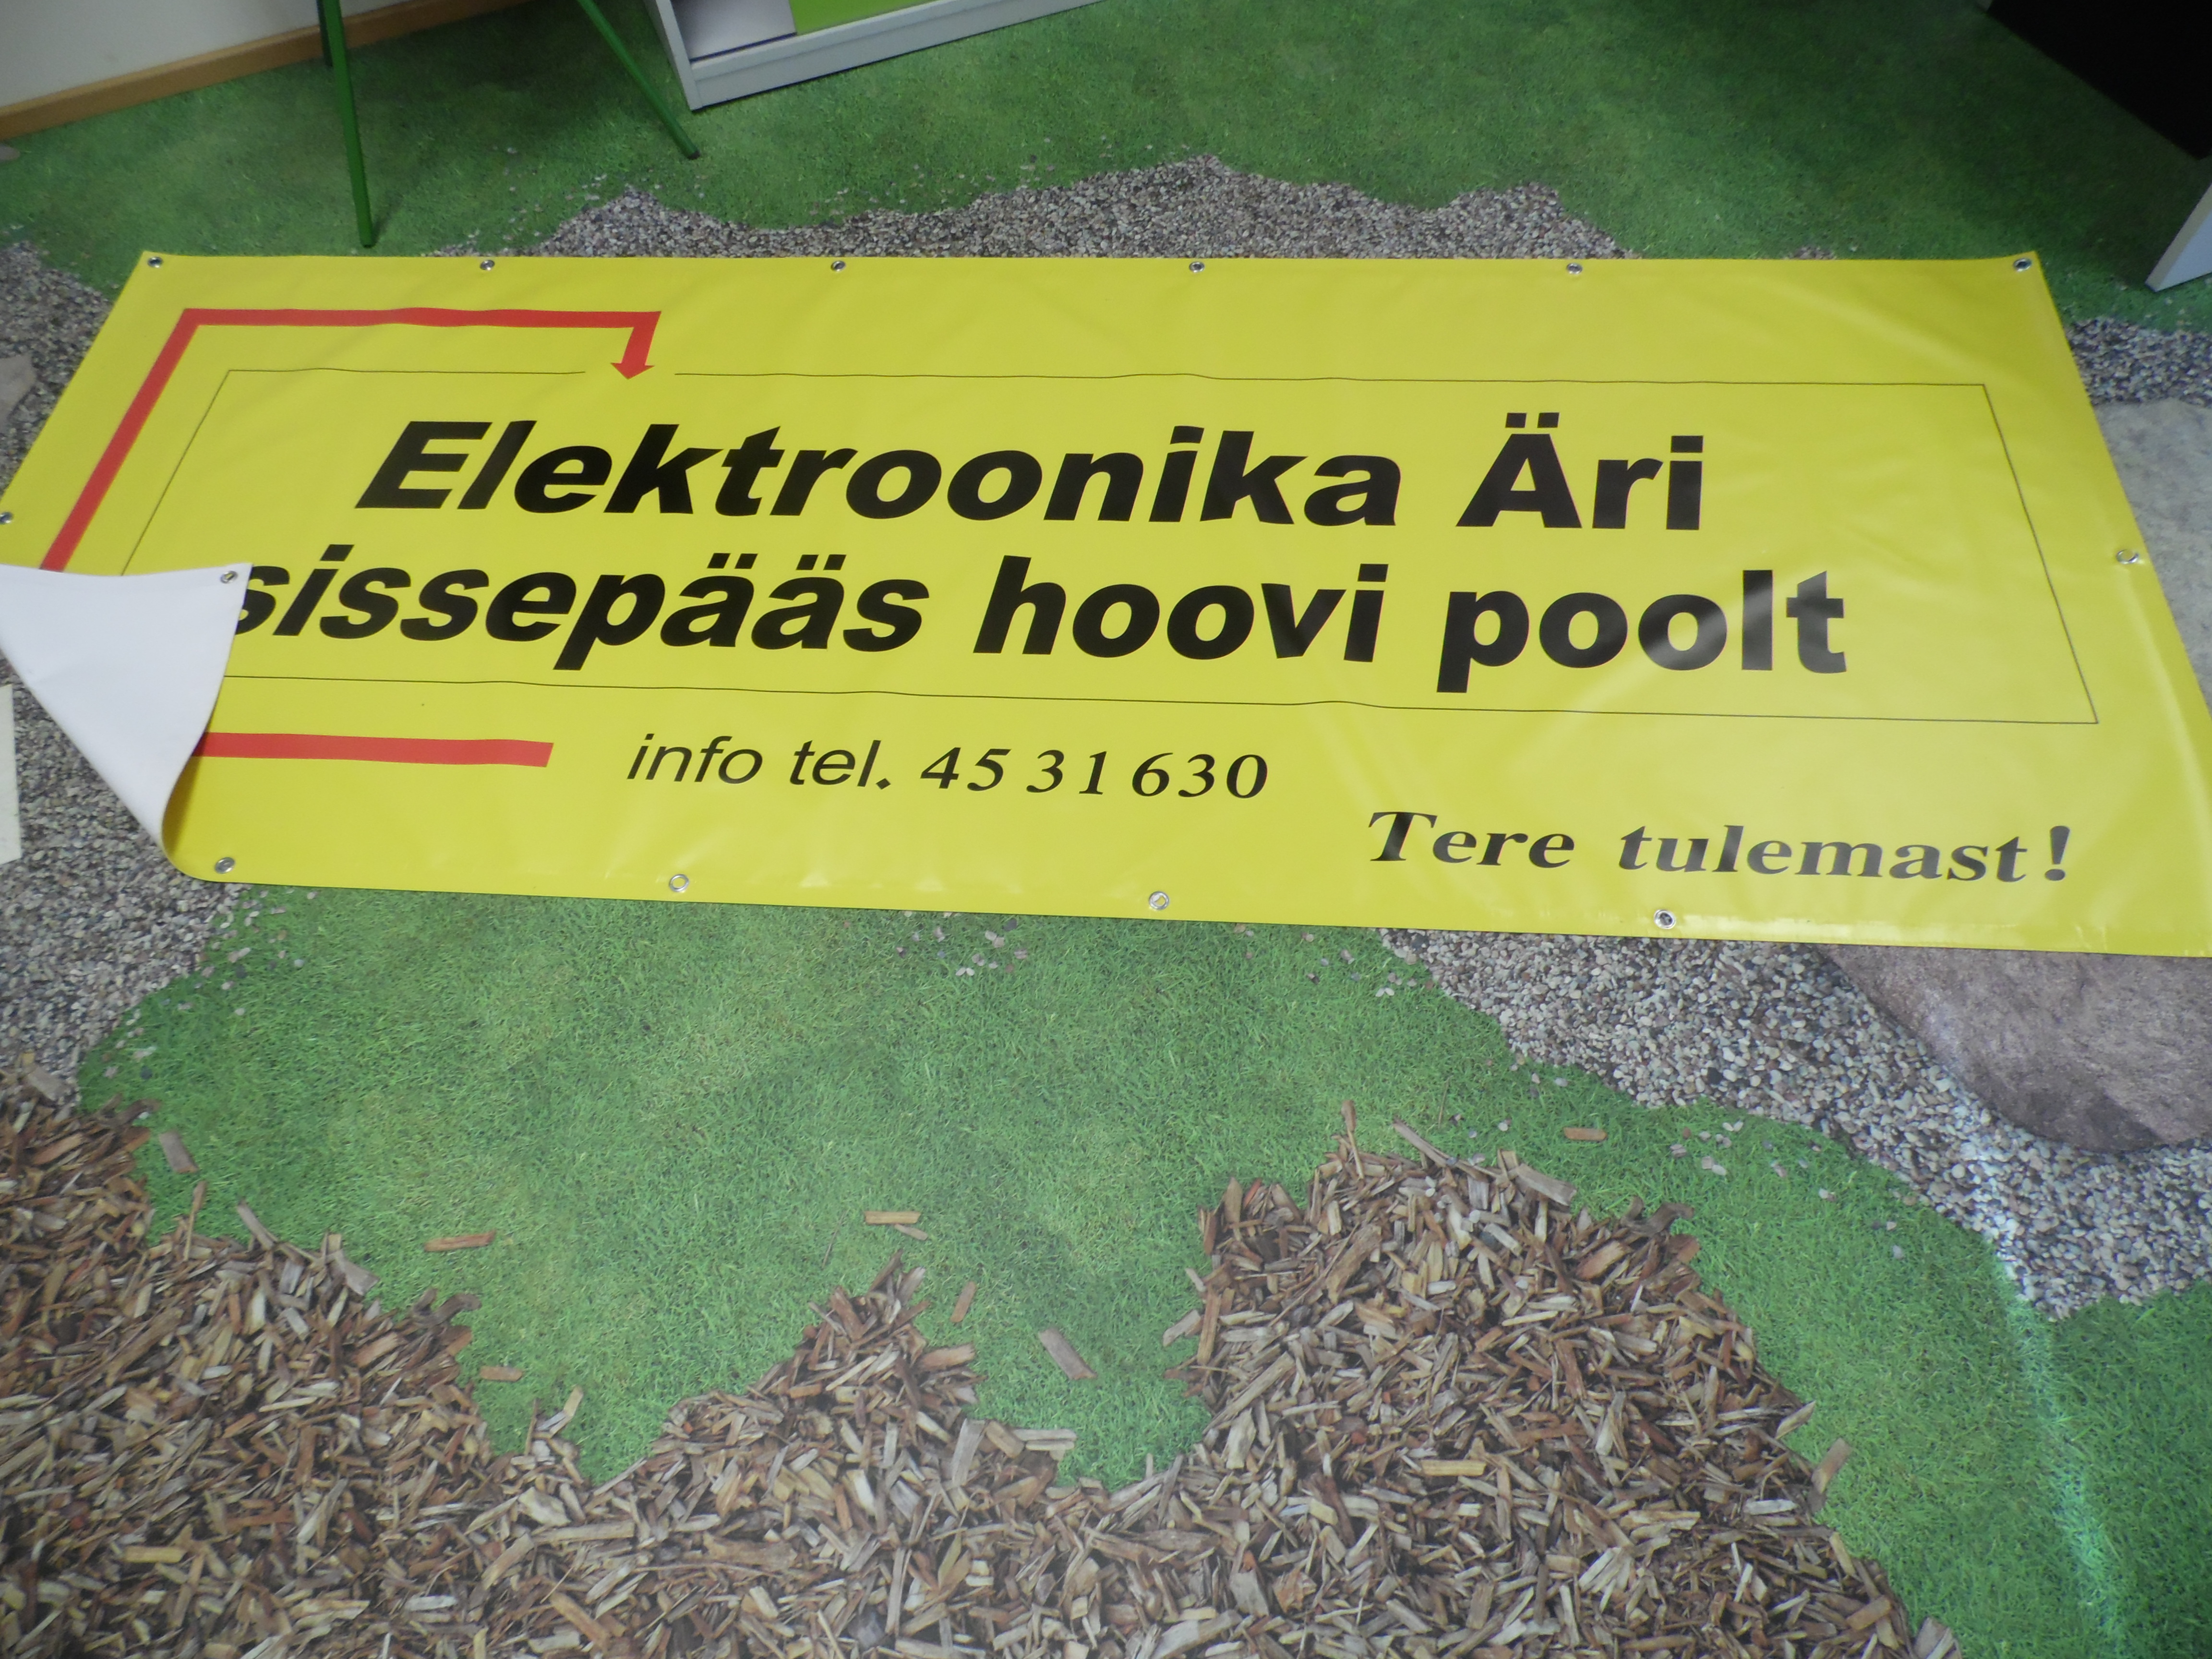 Elektroonika Äri
sissepääs hoovi poolt
info tel. 45 31 630
Tere tulemast!